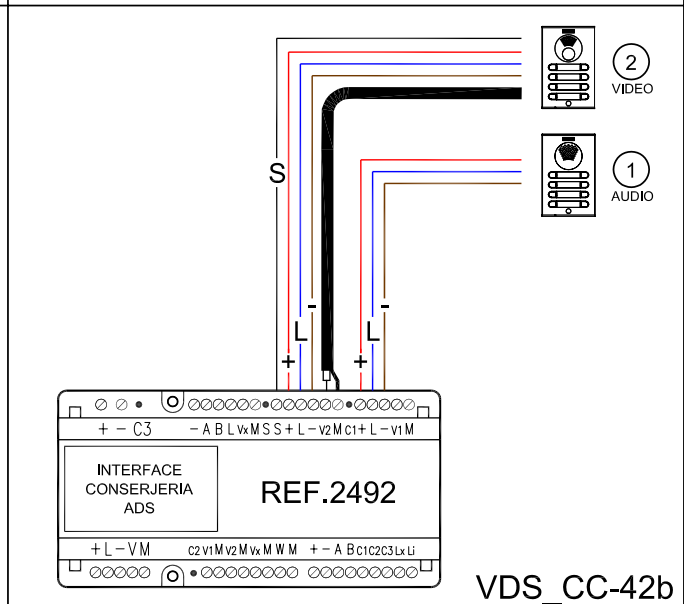 2
VIDEO
1
AUDIO
S
-
-
L
L
+
+
+ - C3 - A B L Vx M S S + L - V2 M C1 + L - V1 M
INTERFACE
CONSERJERIA
ADS
REF.2492
+ L - V M C2 V1 M V2 M Vx M W M + - A B C1 C2 C3 Lx Li
VDS_CC-42b